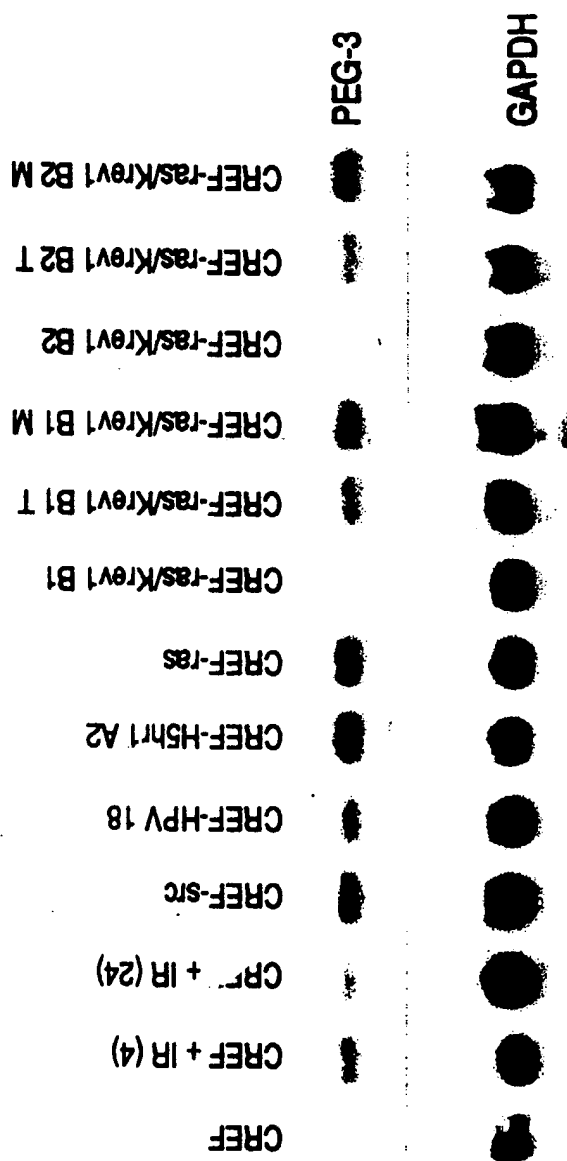 PEG-3
GAPDH
CREF-ras/Krev1 B2 M
CREF-ras/Krev1 B2 T
CREF-ras/Krev1 B2
CREF-ras/Krev1 B1 M
CREF-ras/Krev1 B1 T
CREF-ras/Krev1 B1
CREF-ras
CREF-H5hr1 A2
CREF-HPV 18
CREF-src
+ IR (24)
CREF + IR (4)
CREF